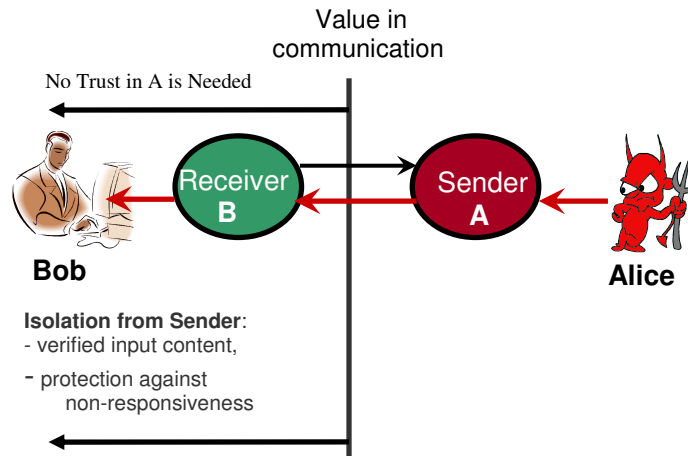 Value in
communication
No Trust in A is Needed
Receiver
B
Sender
A
Bob
Alice
Isolation from Sender:
- verified input content,
- protection against
non-responsiveness